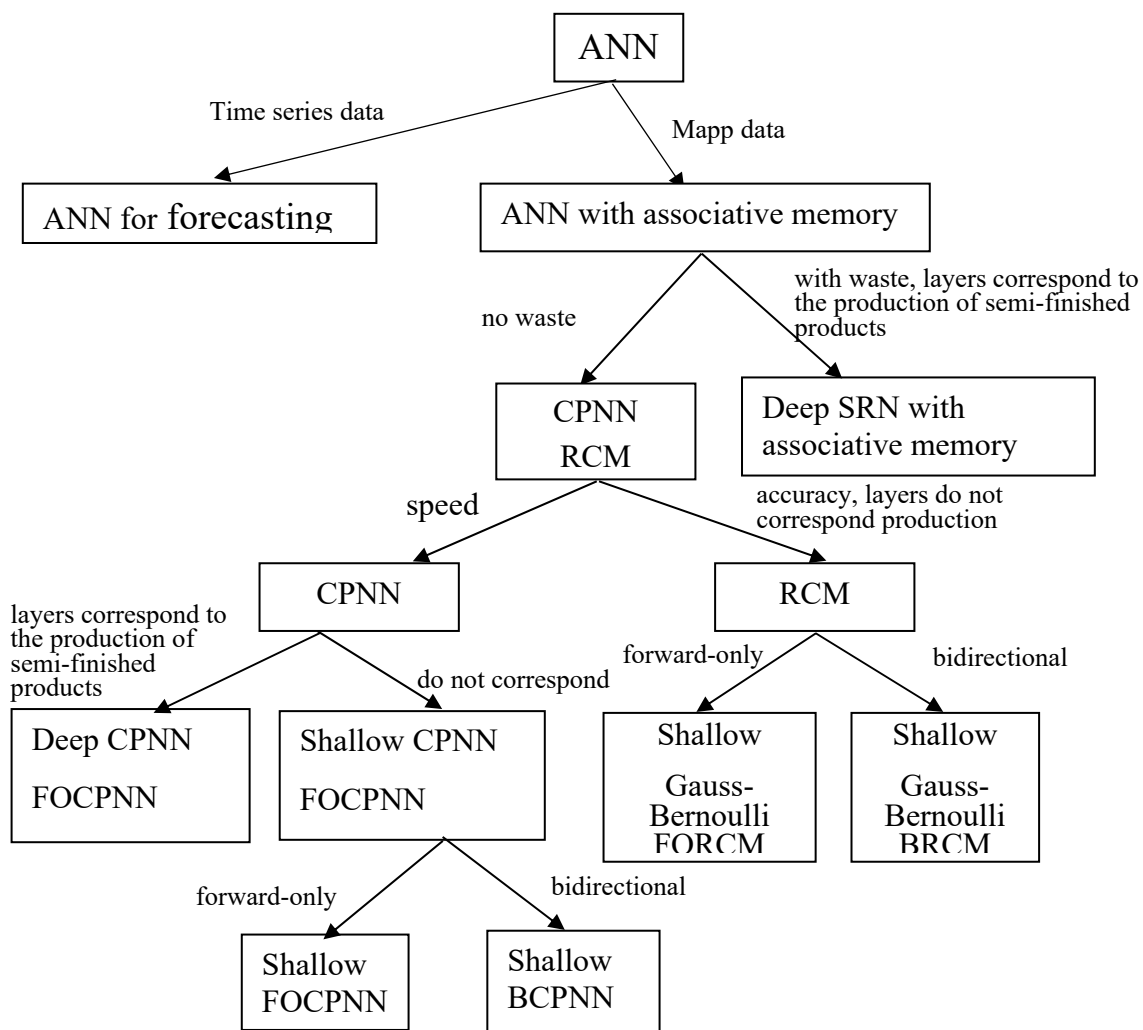 ANN
Time series data
Mapp data
ANN for forecasting
ANN with associative memory
no waste
with waste, layers correspond to
the production of semi-finished
products
CPNN
RCM
Deep SRN with
associative memory
speed
accuracy, layers do not
correspond production
CPNN
RCM
layers correspond to
the production of
semi-finished
products
do not correspond
forward-only
bidirectional
Deep CPNN
FOCPNN
Shallow CPNN
FOCPNN
Shallow
Gauss-
Bernoulli
FORCM
Shallow
Gauss-
Bernoulli
BRCM
forward-only
bidirectional
Shallow
FOCPNN
Shallow
BCPNN